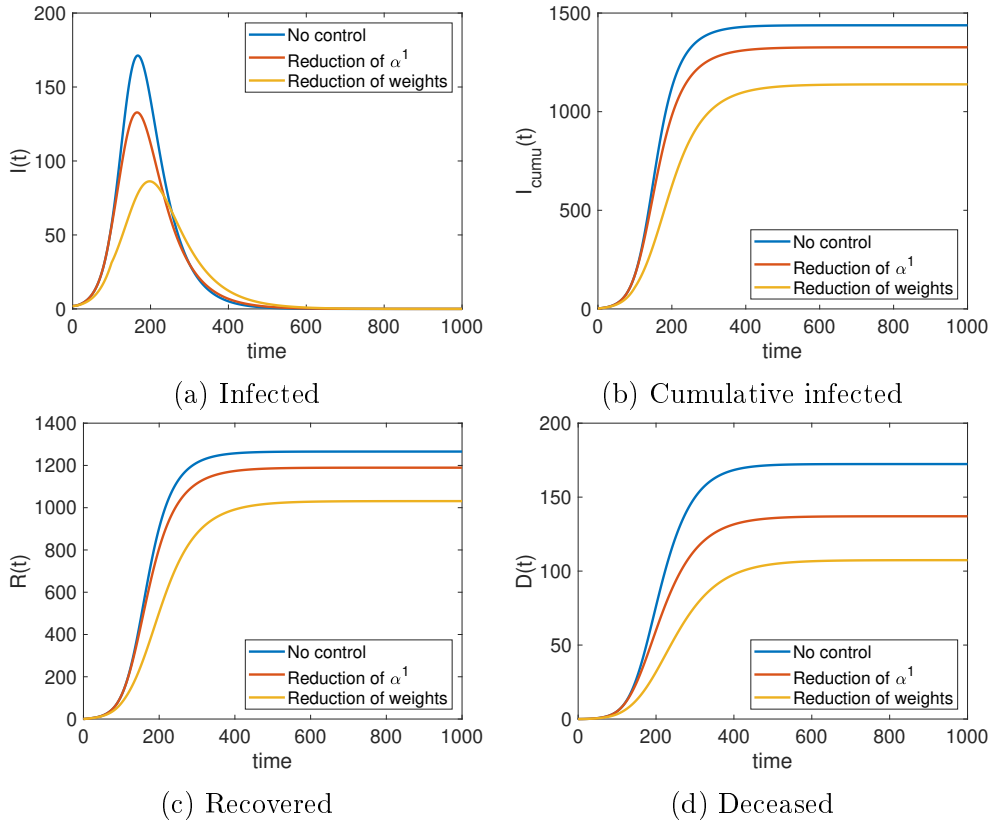 200
150
100
50
0
I(t)
No control
Reduction of α¹
Reduction of weights
0 200 400 600 800 1000
time
(a) Infected
1500
1000
500
0
I_cumu(t)
No control
Reduction of α¹
Reduction of weights
0 200 400 600 800 1000
time
(b) Cumulative infected
1400
1200
1000
800
600
400
200
0
R(t)
No control
Reduction of α¹
Reduction of weights
0 200 400 600 800 1000
time
(c) Recovered
200
150
100
50
0
D(t)
No control
Reduction of α¹
Reduction of weights
0 200 400 600 800 1000
time
(d) Deceased